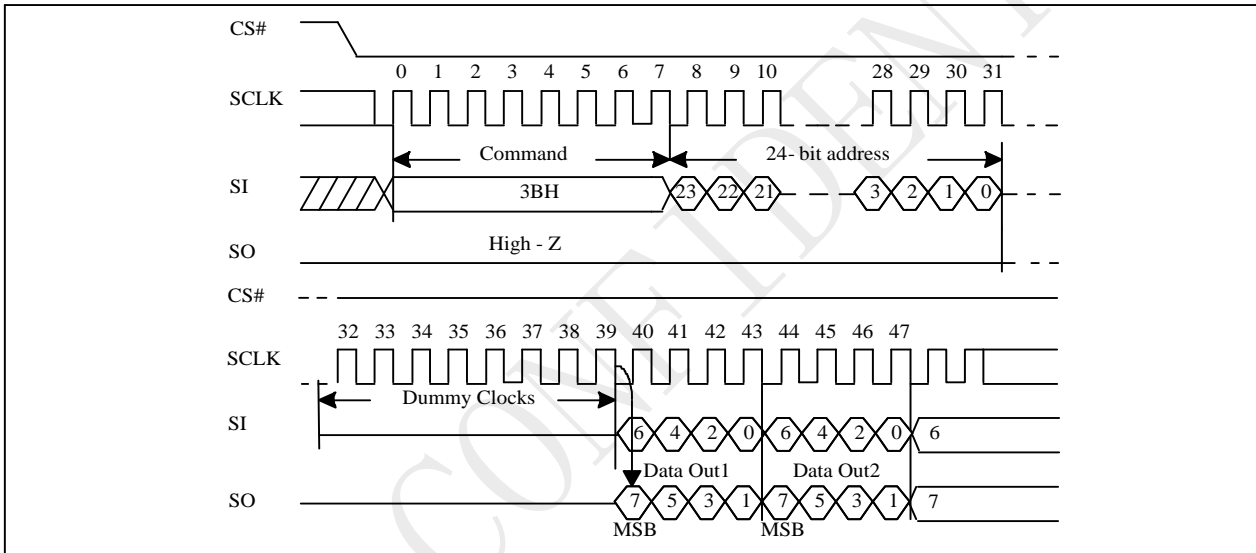 CS#
0 1 2 3 4 5 6 7 8 9 10 28 29 30 31
SCLK
Command 24- bit address
SI 3BH 23 22 21 3 2 1 0
SO High - Z
CS#
32 33 34 35 36 37 38 39 40 41 42 43 44 45 46 47
SCLK
Dummy Clocks
SI 6 4 2 0 6 4 2 0 6
Data Out1 Data Out2
SO 7 5 3 1 7 5 3 1 7
MSB MSB
CONFIDENT